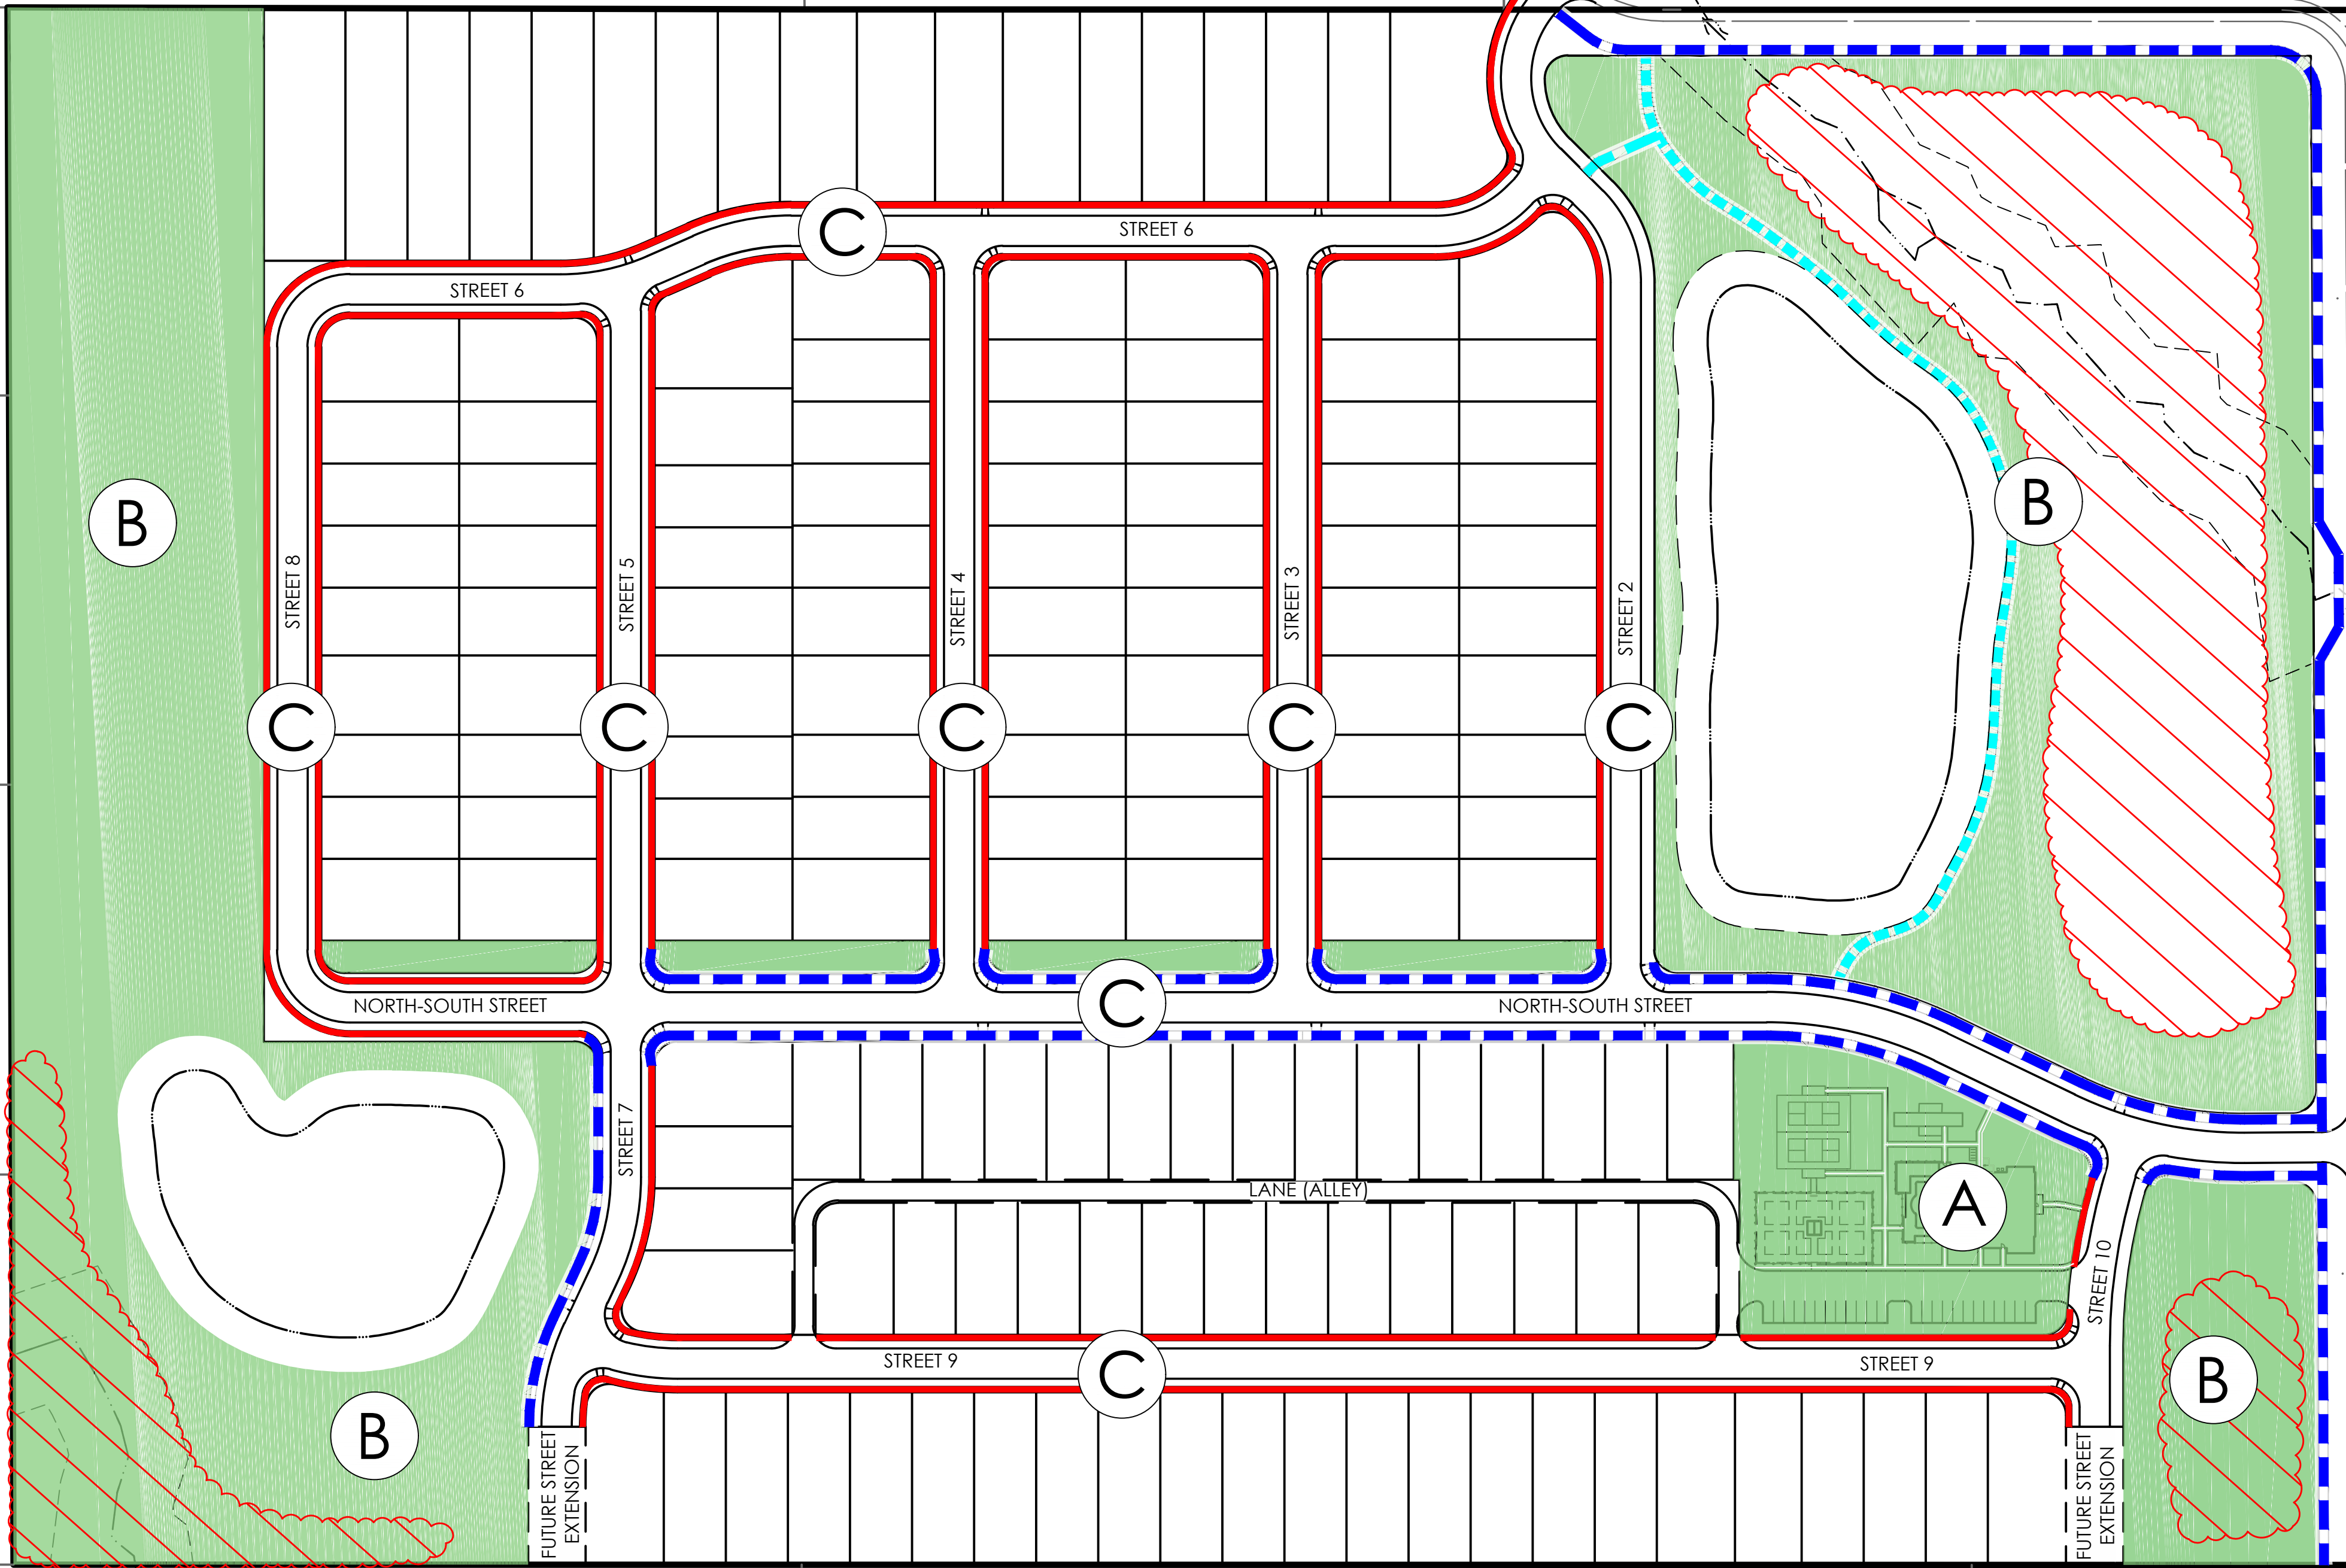 C
STREET 6
STREET 6
B
B
STREET 8
STREET 5
STREET 4
STREET 3
STREET 2
C
C
C
C
C
NORTH-SOUTH STREET
C
NORTH-SOUTH STREET
STREET 7
LANE (ALLEY)
A
STREET 10
STREET 9
C
STREET 9
B
B
FUTURE STREET
EXTENSION
FUTURE STREET
EXTENSION